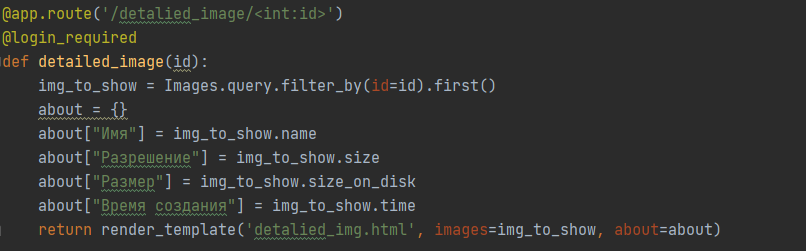 @app.route('/detalied_image/<int:id>')
@login_required
def detailed_image(id):
    img_to_show = Images.query.filter_by(id=id).first()
    about = {}
    about["Имя"] = img_to_show.name
    about["Разрешение"] = img_to_show.size
    about["Размер"] = img_to_show.size_on_disk
    about["Время создания"] = img_to_show.time
    return render_template('detalied_img.html', images=img_to_show, about=about)